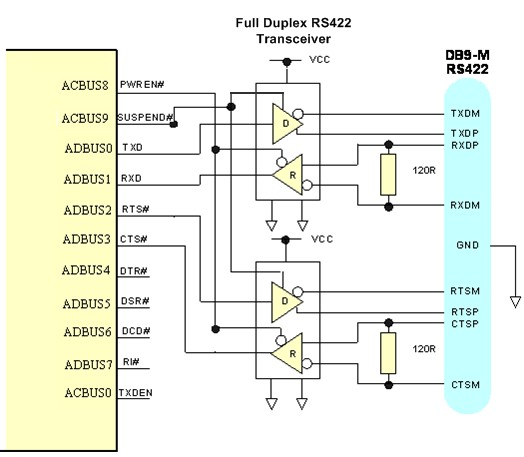 Full Duplex RS422
Transceiver
DB9-M
RS422
VCC
ACBUS8 PWREN#
ACBUS9 SUSPEND#
ADBUS0 TXD
ADBUS1 RXD
ADBUS2 RTS#
ADBUS3 CTS#
ADBUS4 DTR#
ADBUS5 DSR#
ADBUS6 DCD#
ADBUS7 RI#
ACBUS0 TXDEN
D
R
VCC
D
R
120R
120R
TXDM
TXDP
RXDP
RXDM
GND
RTSM
RTSP
CTSP
CTSM